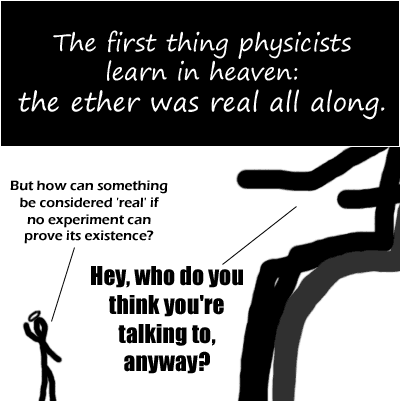 The first thing physicists
learn in heaven:
the ether was real all along.
But how can something
be considered 'real' if
no experiment can
prove its existence?
Hey, who do you
think you're
talking to,
anyway?